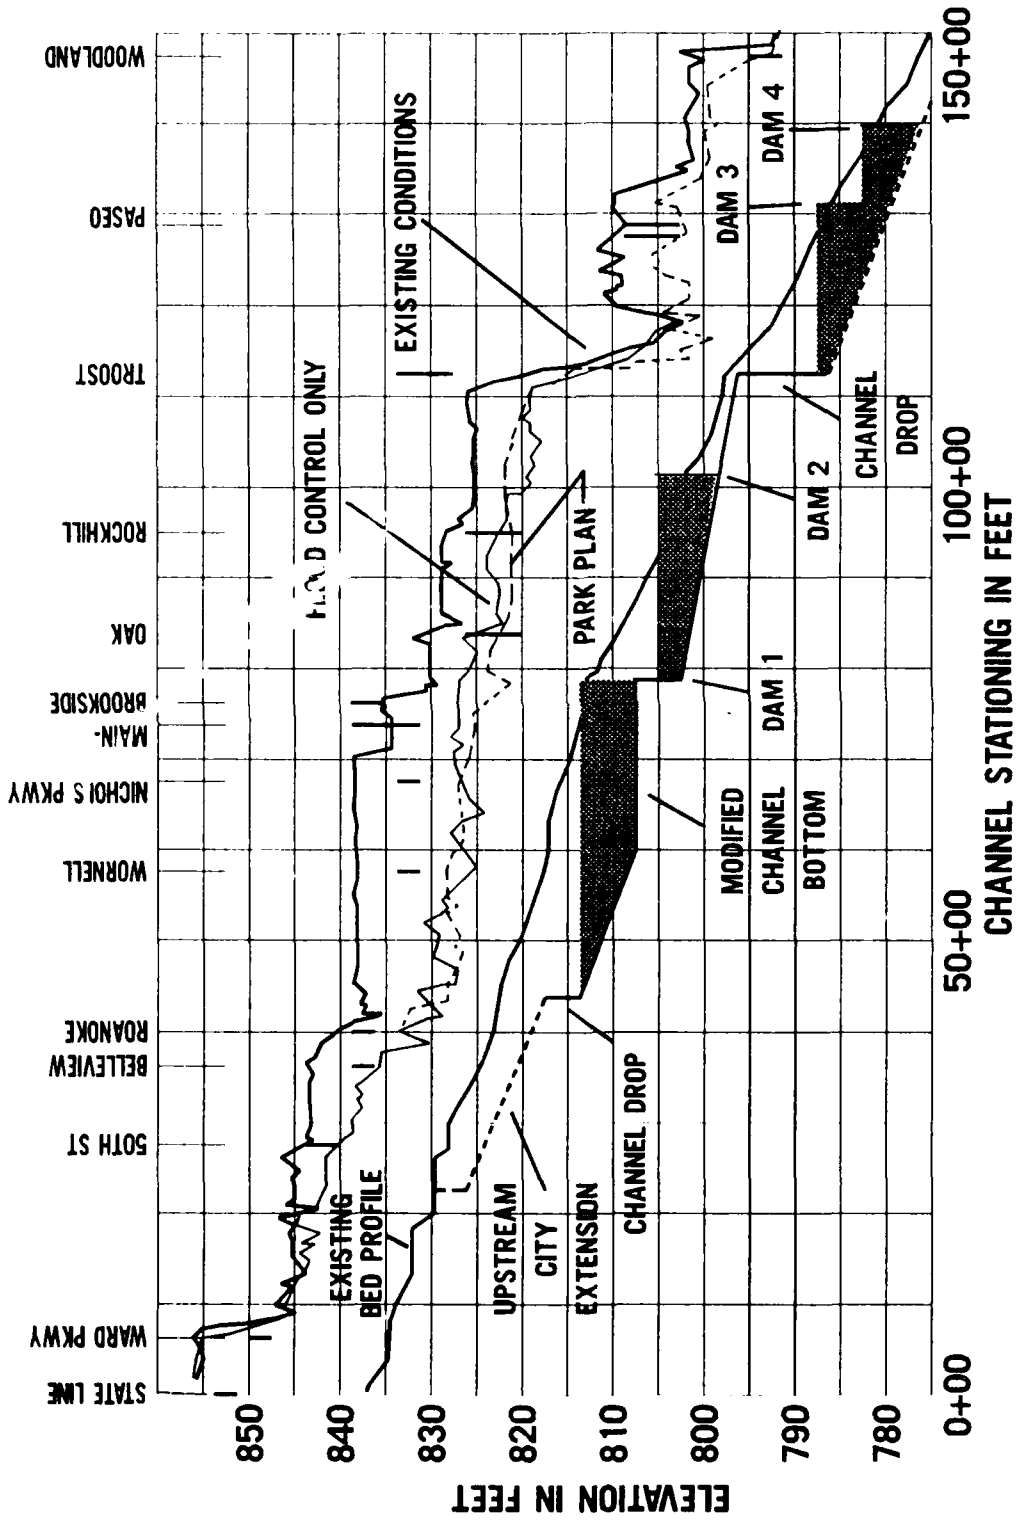 STATE LINE
WARD PKWY
50TH ST
BELLEVIEW
ROANOKE
WORNELL
NICHOLS PKWY
MAIN-
BROOKSIDE
OAK
ROCKHILL
TROOST
PASEO
WOODLAND
EXISTING CONDITIONS
CONTROL ONLY
PARK PLAN
EXISTING
BED PROFILE
UPSTREAM
CITY
EXTENSION
CHANNEL DROP
MODIFIED
CHANNEL
BOTTOM
DAM 1
DAM 2
CHANNEL
DROP
DAM 3
DAM 4
850
840
830
820
810
800
790
780
ELEVATION IN FEET
0+00
50+00
100+00
150+00
CHANNEL STATIONING IN FEET